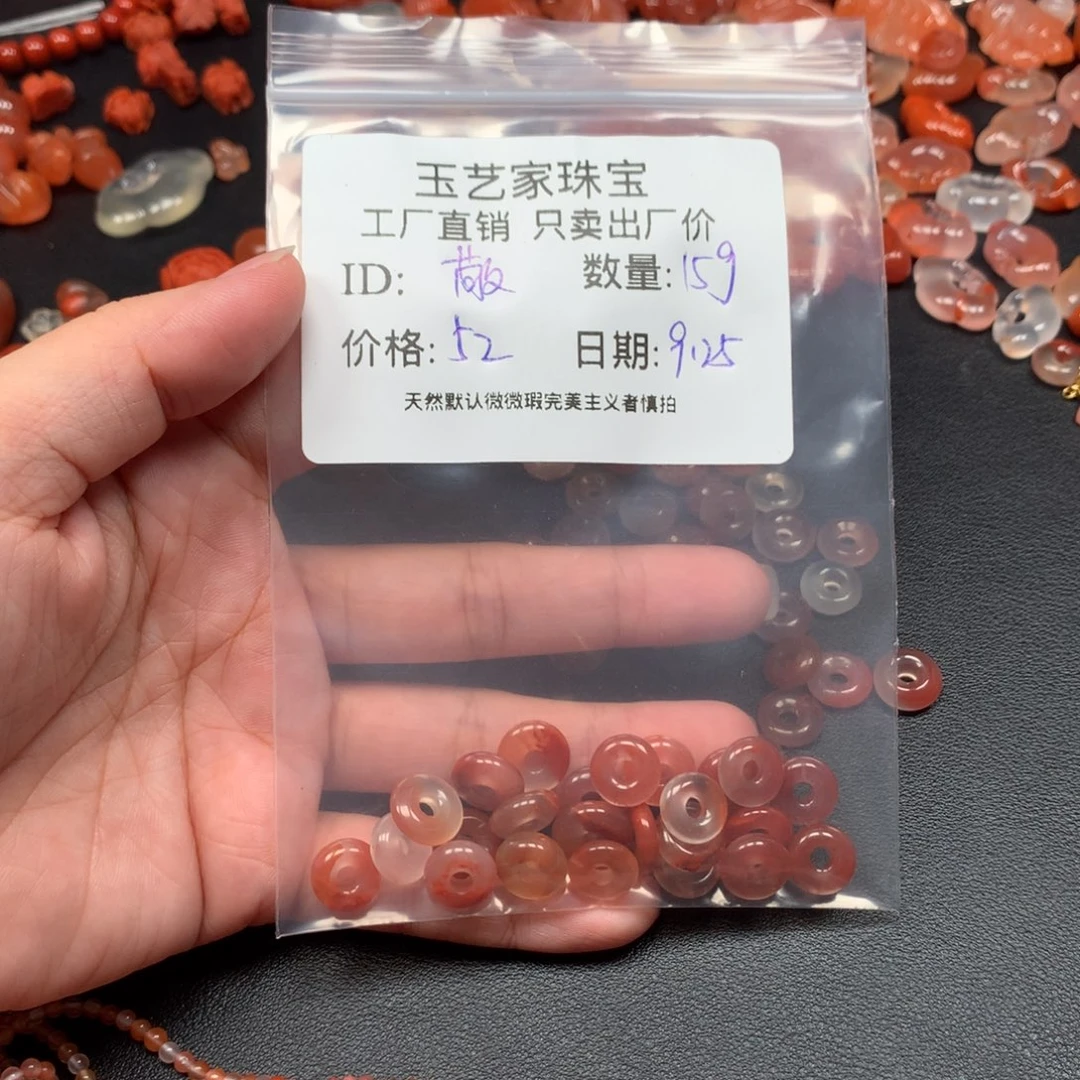 玉艺家珠宝
工厂直销 只卖出厂价
ID: 数量:15g
价格:52 日期:9.25
天然默认微微瑕完美主义者慎拍